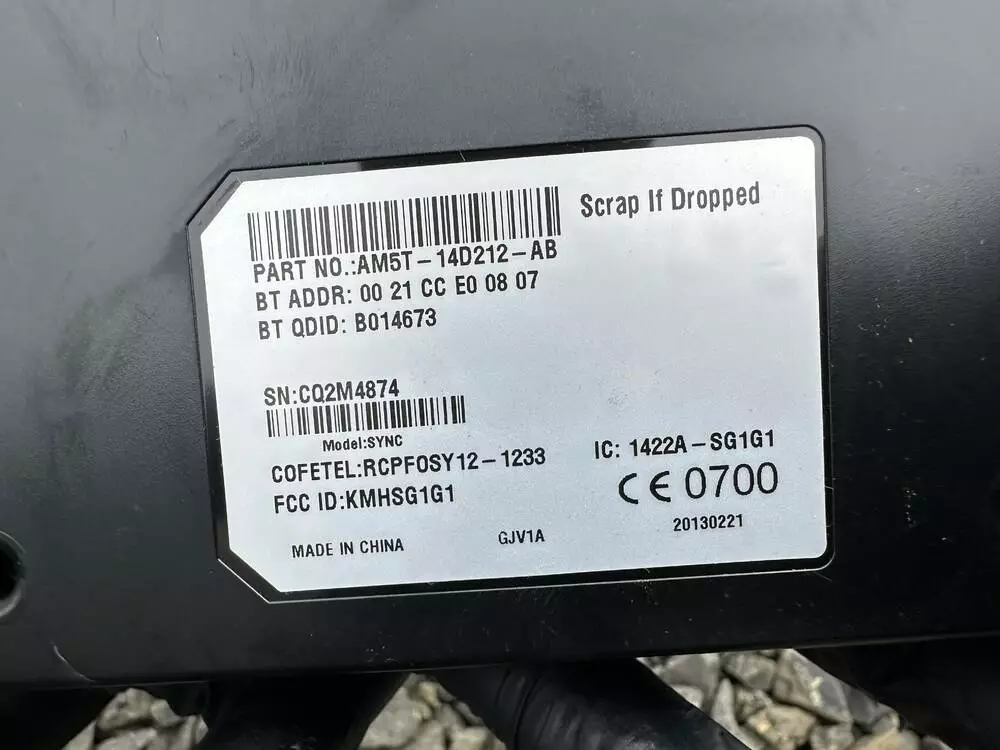 Scrap If Dropped
PART NO.:AM5T-14D212-AB
BT ADDR: 00 21 CC E0 08 07
BT QDID: B014673
SN:CQ2M4874
Model:SYNC
COFETEL:RCPFOSY12-1233
IC: 1422A-SG1G1
FCC ID:KMHSG1G1
CE 0700
20130221
MADE IN CHINA
GJV1A